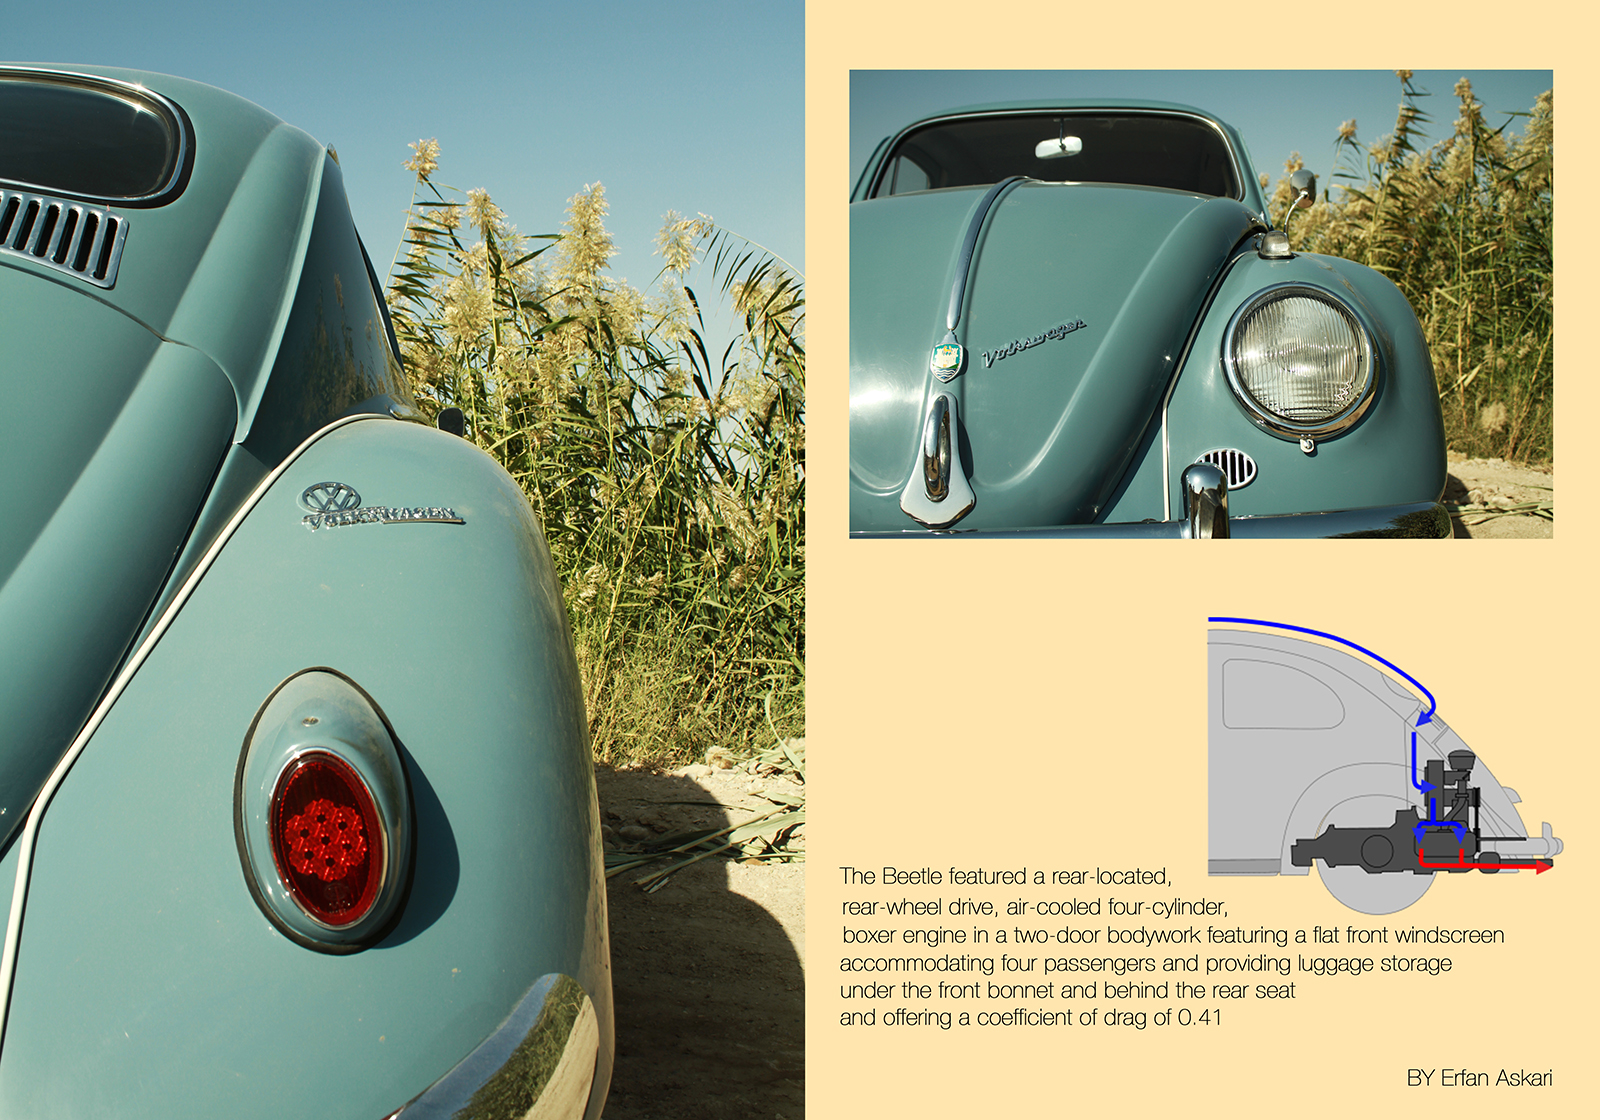 VOLKSWAGEN
Volkswagen
The Beetle featured a rear-located,
rear-wheel drive, air-cooled four-cylinder,
boxer engine in a two-door bodywork featuring a flat front windscreen
accommodating four passengers and providing luggage storage
under the front bonnet and behind the rear seat
and offering a coefficient of drag of 0.41
BY Erfan Askari